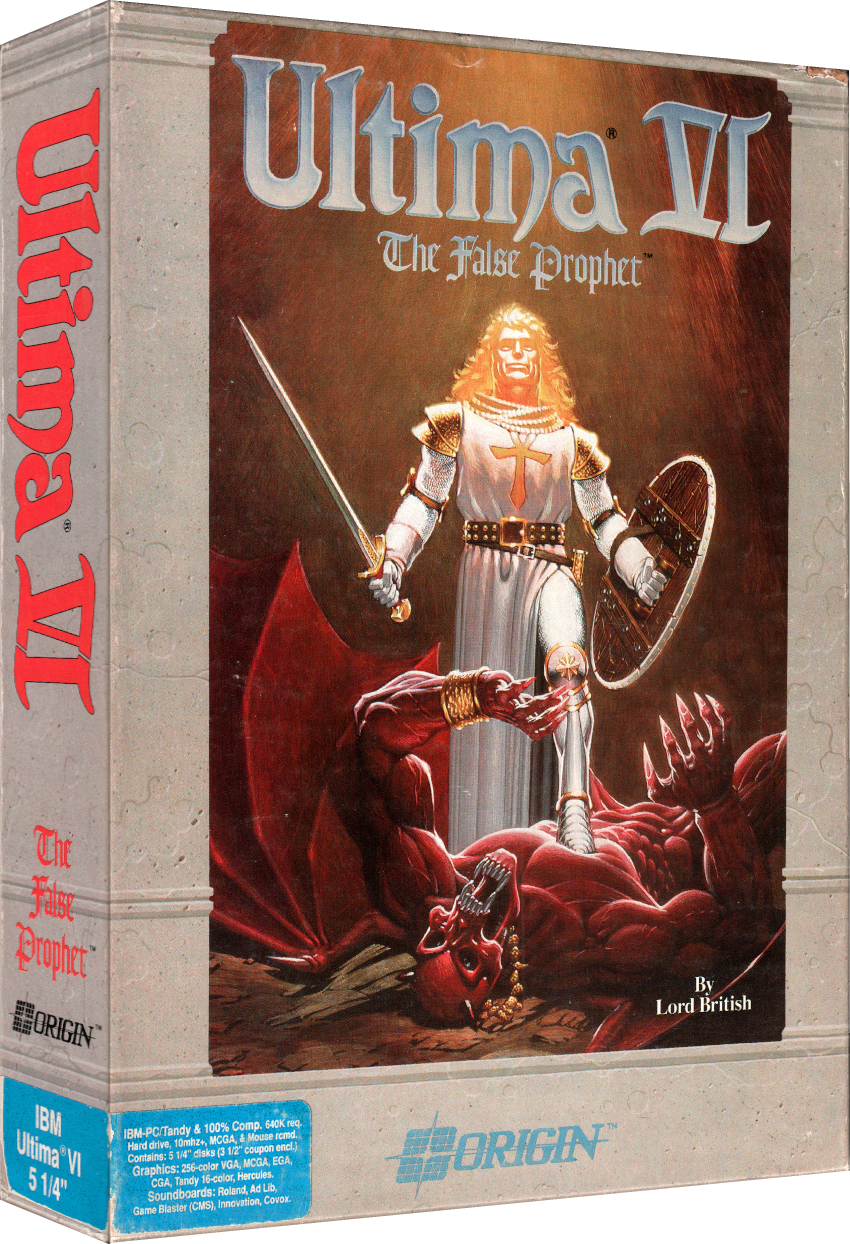 Ultima® VI
The False Prophet™
By
Lord British
ORIGIN™
Ultima® VI
The
False
Prophet™
ORIGIN™
IBM
Ultima® VI
5 1/4"
IBM-PC/Tandy & 100% Comp. 640K req.
Hard drive, 10mhz+, MCGA, & Mouse rcmd.
Contains: 5 1/4" disks (3 1/2" coupon encl.)
Graphics: 256-color VGA, MCGA, EGA,
CGA, Tandy 16-color, Hercules.
Soundboards: Roland, Ad Lib,
Game Blaster (CMS), Innovation, Covox.